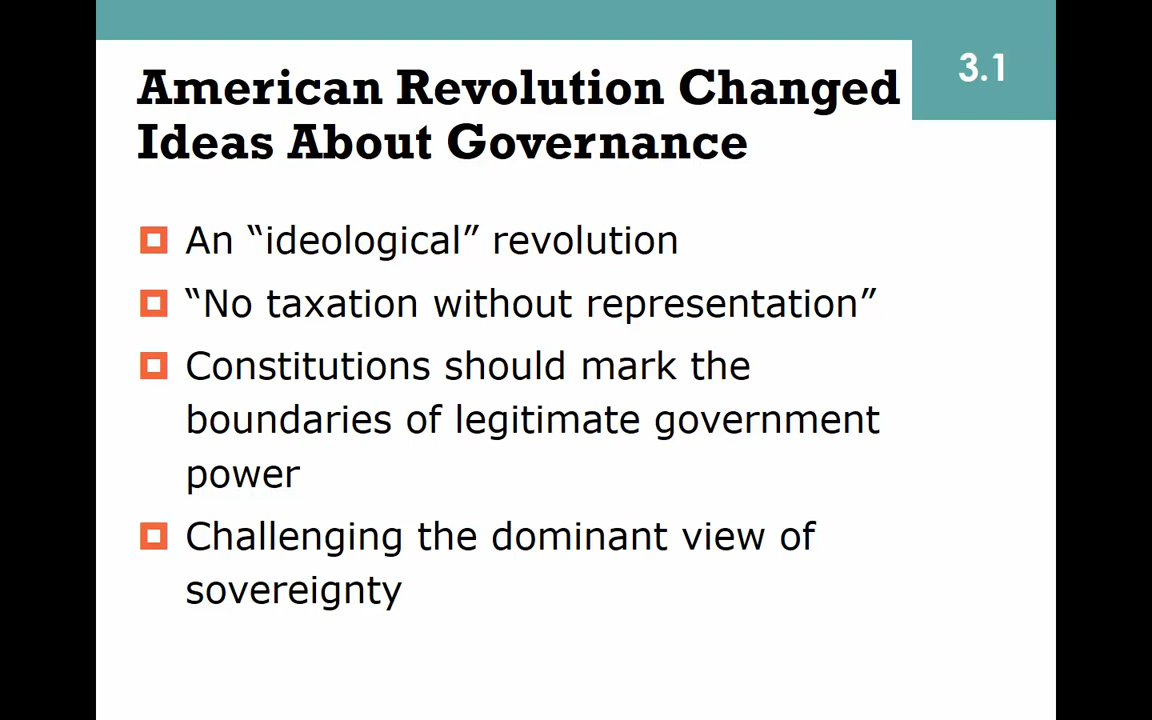 American Revolution Changed
Ideas About Governance
3.1
An “ideological” revolution
“No taxation without representation”
Constitutions should mark the
boundaries of legitimate government
power
Challenging the dominant view of
sovereignty